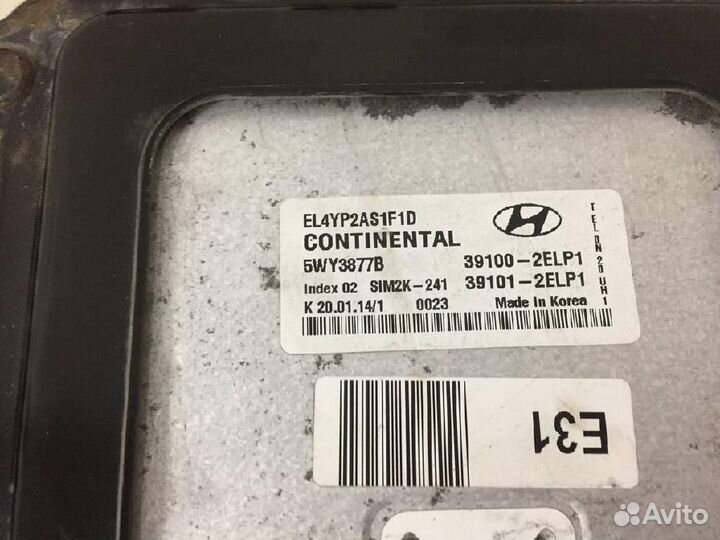 EL4YP2AS1F1D
CONTINENTAL
5WY3877B 39100-2ELP1
Index 02 SIM2K-241 39101-2ELP1
K 20.01.14/1 0023 Made in Korea
E31
Avito